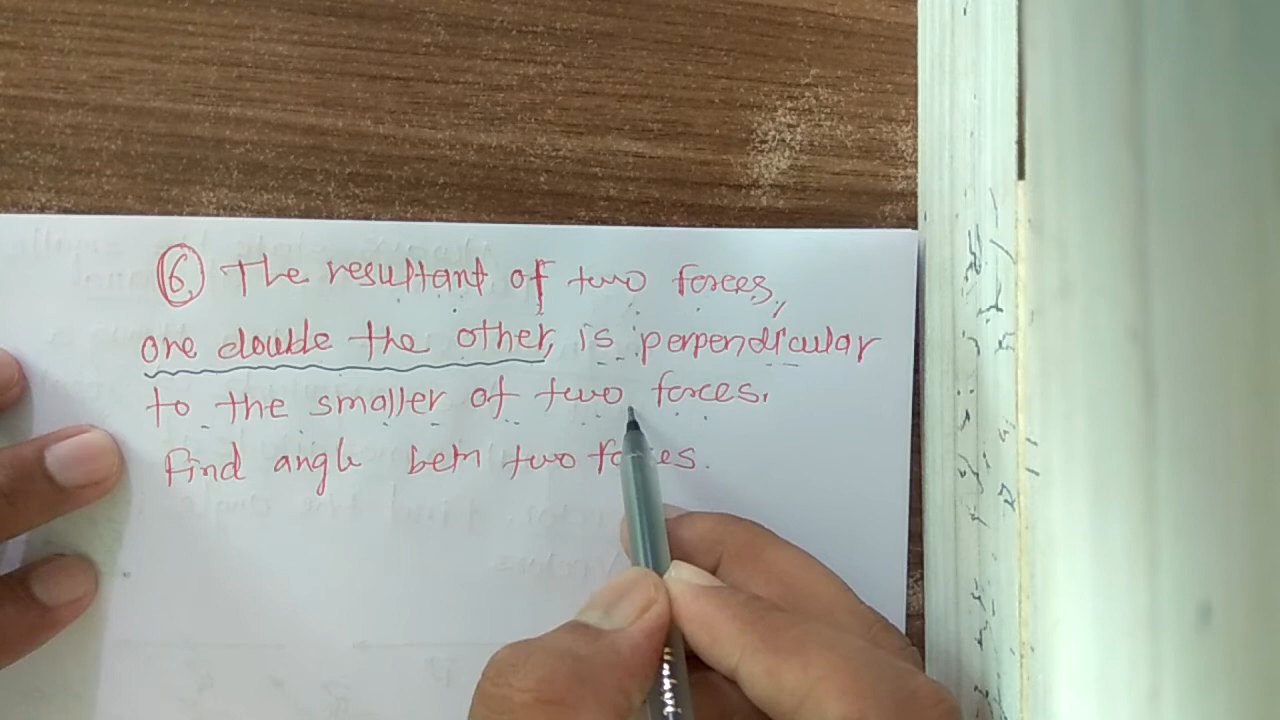 6. The resultant of two forces,
one double the other, is perpendicular
to the smaller of two forces.
Find angle betn two forces.